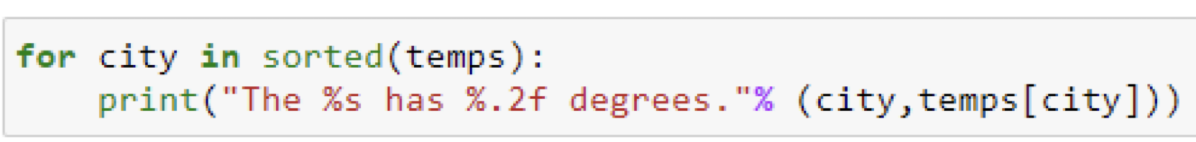 for city in sorted(temps):
    print("The %s has %.2f degrees."% (city,temps[city]))